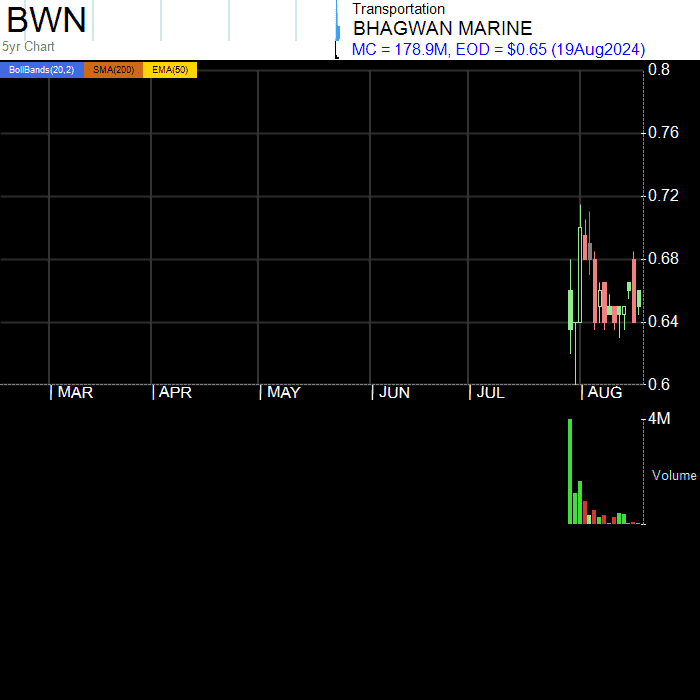 BWN
5yr Chart
Transportation
BHAGWAN MARINE
MC = 178.9M, EOD = $0.65 (19Aug2024)
BollBands(20,2) SMA(200) EMA(50)
0.8
0.76
0.72
0.68
0.64
0.6
MAR APR MAY JUN JUL AUG
4M
Volume